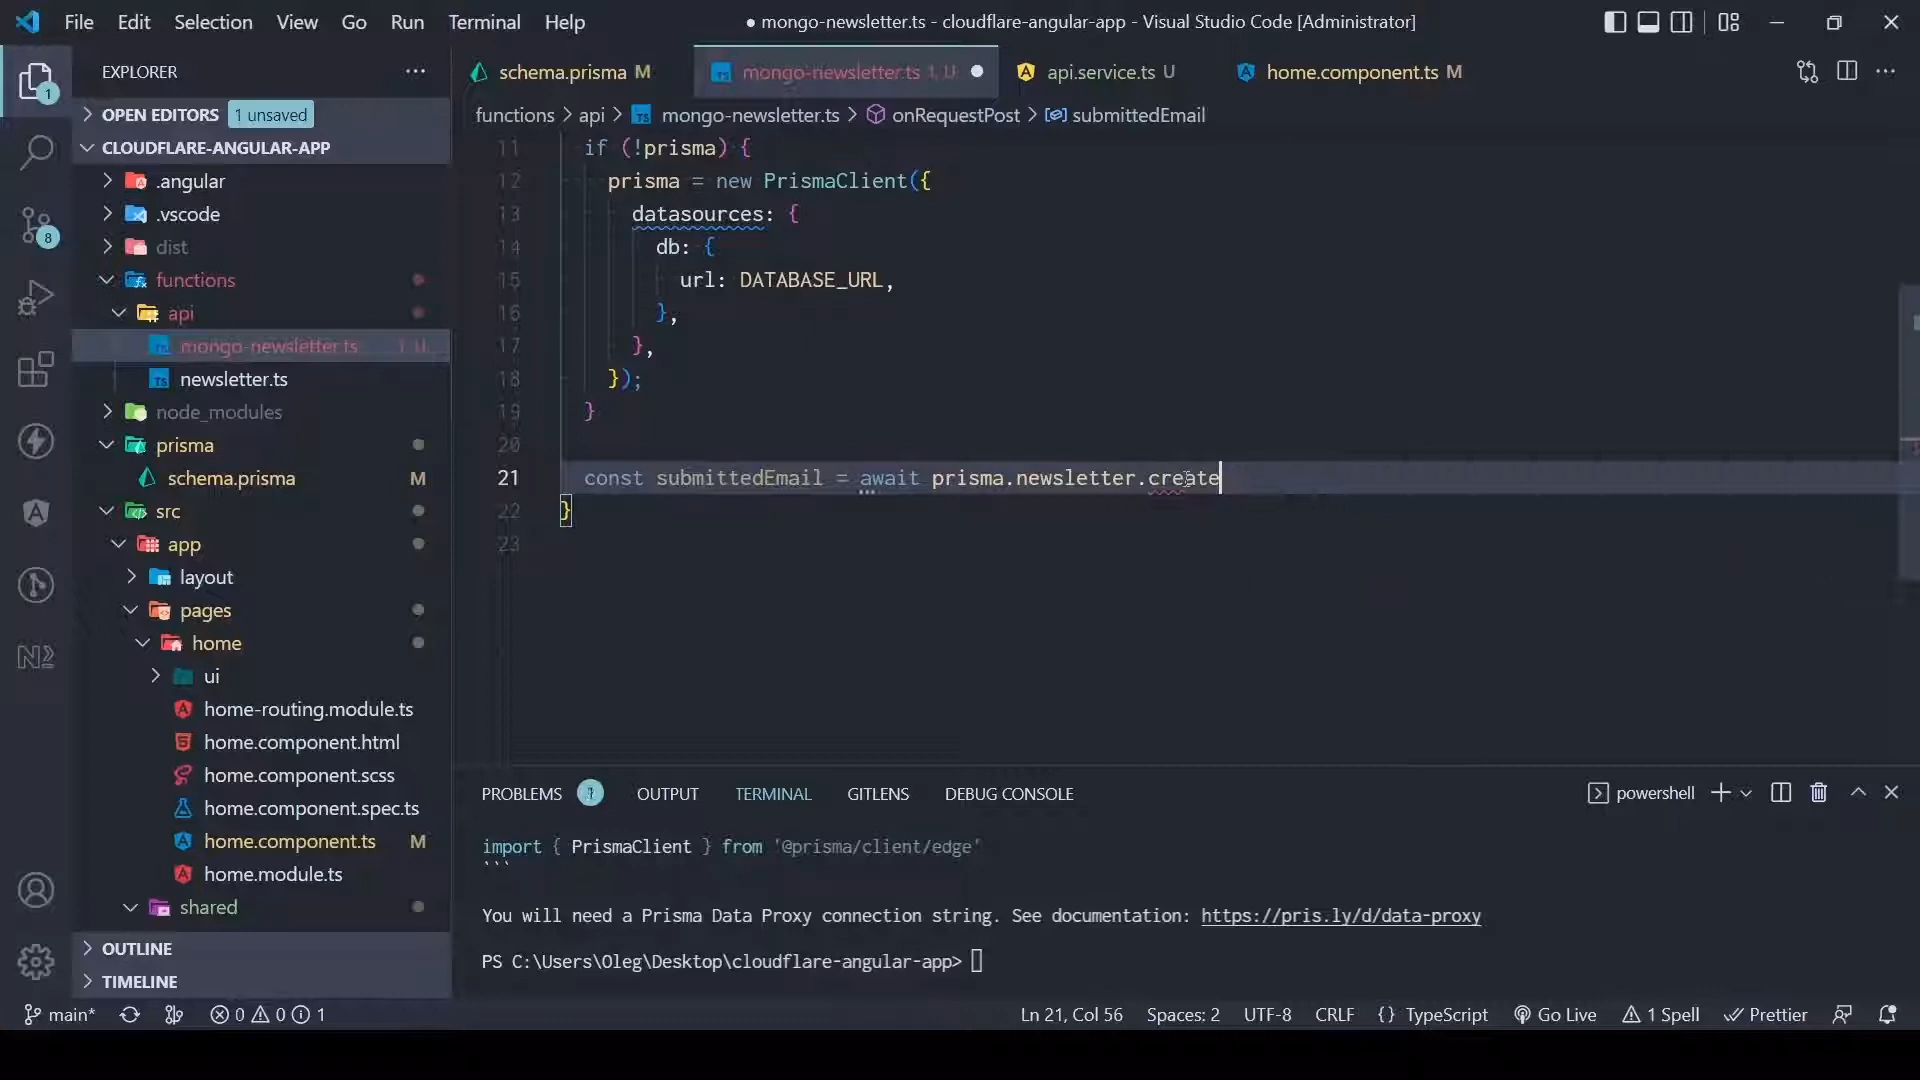 File Edit Selection View Go Run Terminal Help
● mongo-newsletter.ts - cloudflare-angular-app - Visual Studio Code [Administrator]
EXPLORER
schema.prisma M
mongo-newsletter.ts 1, U
api.service.ts U
home.component.ts M
functions > api > mongo-newsletter.ts > onRequestPost > submittedEmail
OPEN EDITORS 1 unsaved
CLOUDFLARE-ANGULAR-APP
.angular
.vscode
dist
functions
api
mongo-newsletter.ts 1, U
newsletter.ts
node_modules
prisma
schema.prisma M
src
app
layout
pages
home
ui
home-routing.module.ts
home.component.html
home.component.scss
home.component.spec.ts
home.component.ts M
home.module.ts
shared
OUTLINE
TIMELINE
1
8
11 if (!prisma) {
12 prisma = new PrismaClient({
13 datasources: {
14 db: {
15 url: DATABASE_URL,
16 },
17 },
18 });
19 }
20
21 const submittedEmail = await prisma.newsletter.create
22 }
23
PROBLEMS 1 OUTPUT TERMINAL GITLENS DEBUG CONSOLE
powershell
import { PrismaClient } from '@prisma/client/edge'
```
You will need a Prisma Data Proxy connection string. See documentation: https://pris.ly/d/data-proxy
PS C:\Users\Oleg\Desktop\cloudflare-angular-app>
main* 0 0 1
Ln 21, Col 56 Spaces: 2 UTF-8 CRLF {} TypeScript Go Live 1 Spell Prettier